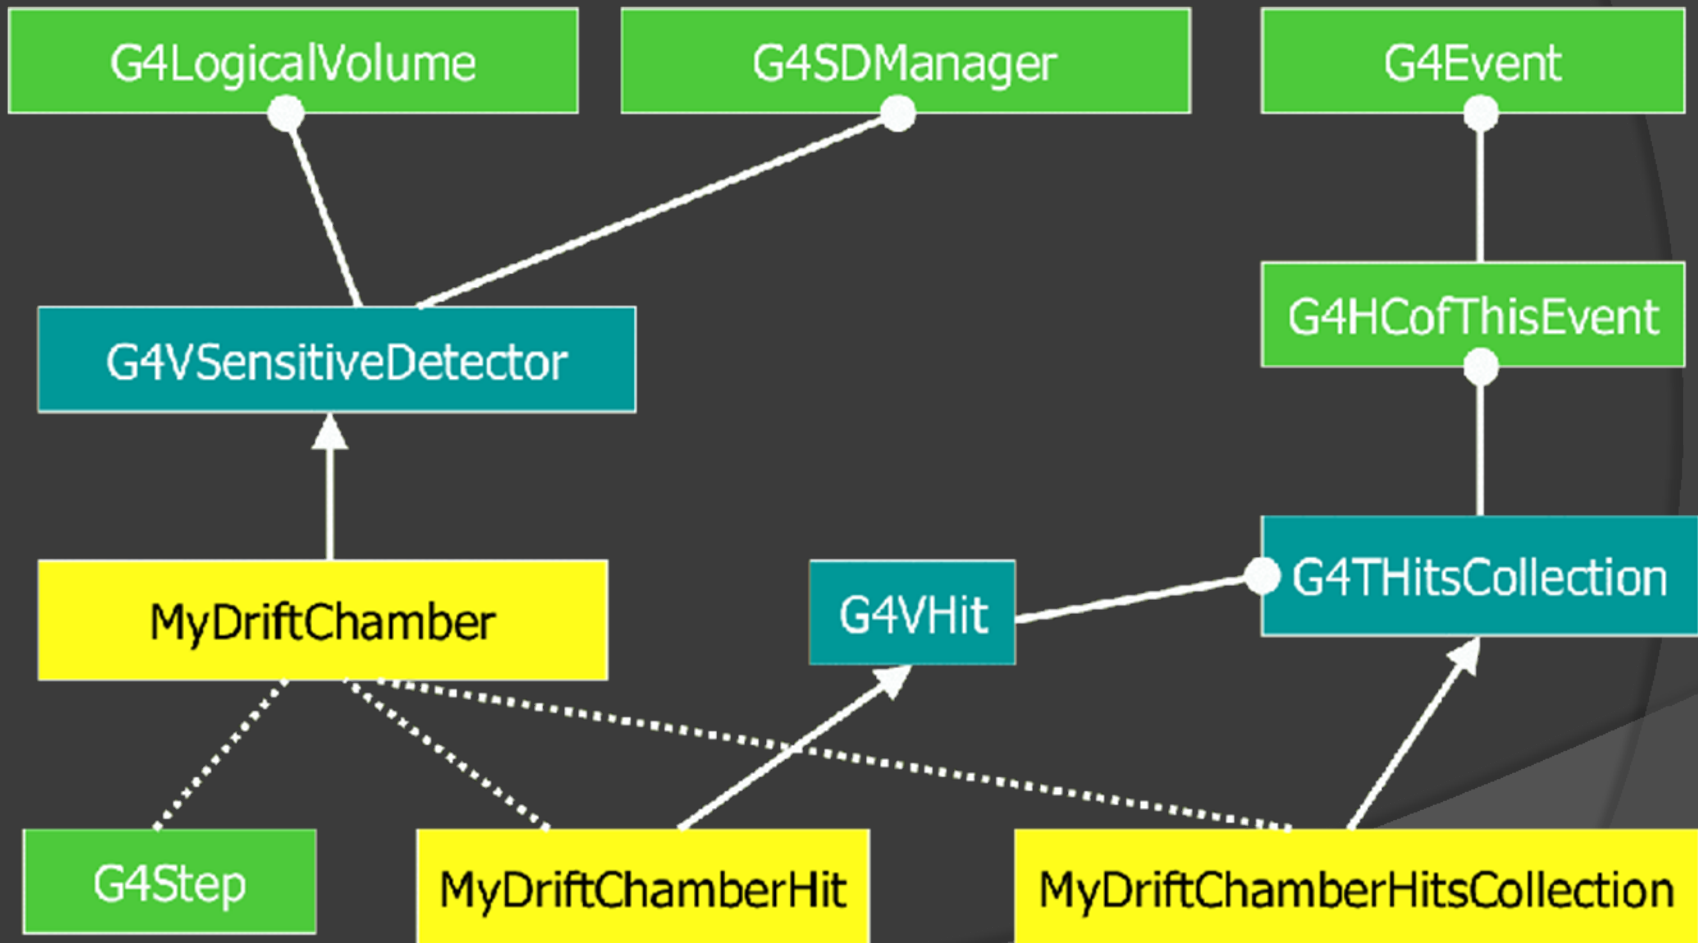 G4LogicalVolume
G4SDManager
G4Event
G4HCofThisEvent
G4VSensitiveDetector
G4THitsCollection
G4VHit
MyDriftChamber
G4Step
MyDriftChamberHit
MyDriftChamberHitsCollection